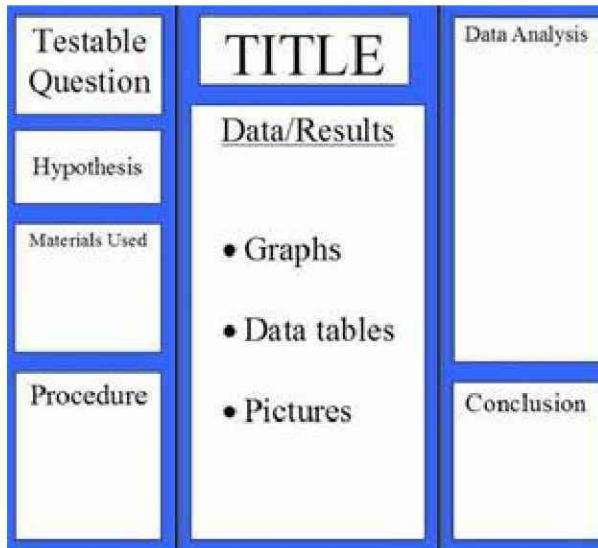 Testable
Question
Hypothesis
Materials Used
Procedure
TITLE
Data/Results
• Graphs
• Data tables
• Pictures
Data Analysis
Conclusion